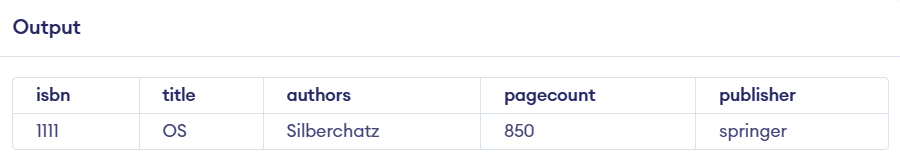 Output
isbn title authors pagecount publisher
1111 OS Silberchatz 850 springer